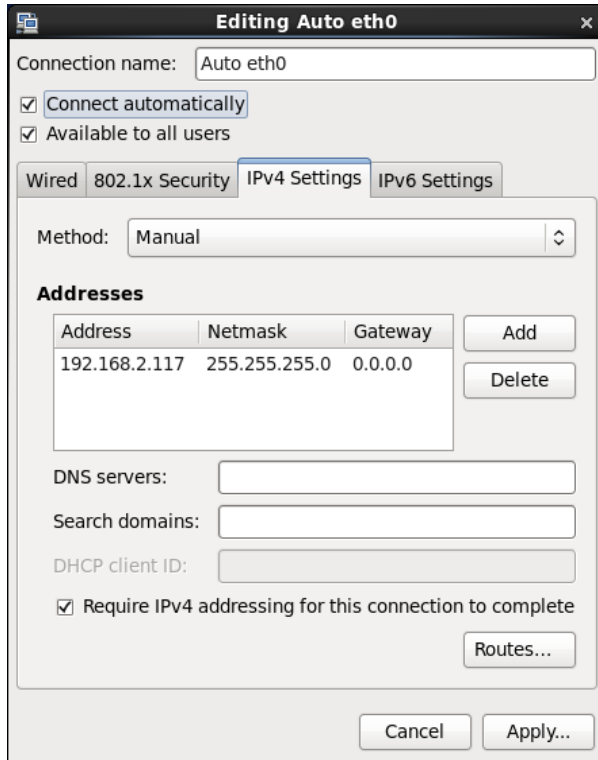 Editing Auto eth0
Connection name: Auto eth0
Connect automatically
Available to all users
Wired 802.1x Security IPv4 Settings IPv6 Settings
Method: Manual
Addresses
Address Netmask Gateway Add
192.168.2.117 255.255.255.0 0.0.0.0
Delete
DNS servers:
Search domains:
DHCP client ID:
Require IPv4 addressing for this connection to complete
Routes...
Cancel Apply...